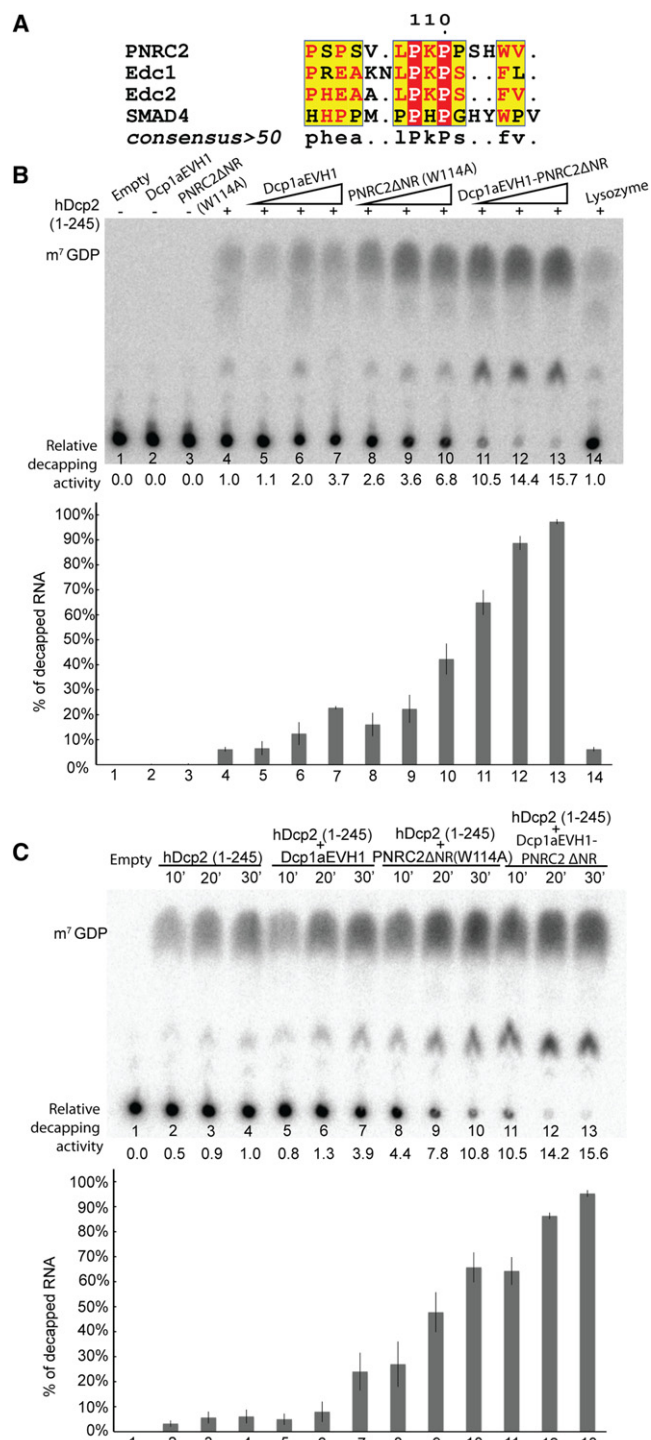 A
110
PNRC2 PSPSV.LPKPPSHWV.
Edc1 PREAKNLPKPS..FL.
Edc2 PHEAA.LPKPS..FV.
SMAD4 HHPPM.PPHPGHYWPV
consensus>50 phea..lPkPs..fv.
B
Empty Dcp1aEVH1 PNRC2ΔNR (W114A) Dcp1aEVH1 PNRC2ΔNR (W114A) Dcp1aEVH1-PNRC2ΔNR Lysozyme
hDcp2 (1-245) - - - + + + + + + + + + + +
m⁷ GDP
1 2 3 4 5 6 7 8 9 10 11 12 13 14
Relative decapping activity 0.0 0.0 0.0 1.0 1.1 2.0 3.7 2.6 3.6 6.8 10.5 14.4 15.7 1.0
% of decapped RNA
100%
90%
80%
70%
60%
50%
40%
30%
20%
10%
0%
1 2 3 4 5 6 7 8 9 10 11 12 13 14
C
Empty
hDcp2 (1-245)
hDcp2 (1-245) + Dcp1aEVH1
hDcp2 (1-245) + PNRC2ΔNR(W114A)
hDcp2 (1-245) + Dcp1aEVH1-PNRC2 ΔNR
10' 20' 30' 10' 20' 30' 10' 20' 30' 10' 20' 30'
m⁷ GDP
1 2 3 4 5 6 7 8 9 10 11 12 13
Relative decapping activity 0.0 0.5 0.9 1.0 0.8 1.3 3.9 4.4 7.8 10.8 10.5 14.2 15.6
% of decapped RNA
100%
90%
80%
70%
60%
50%
40%
30%
20%
10%
0%